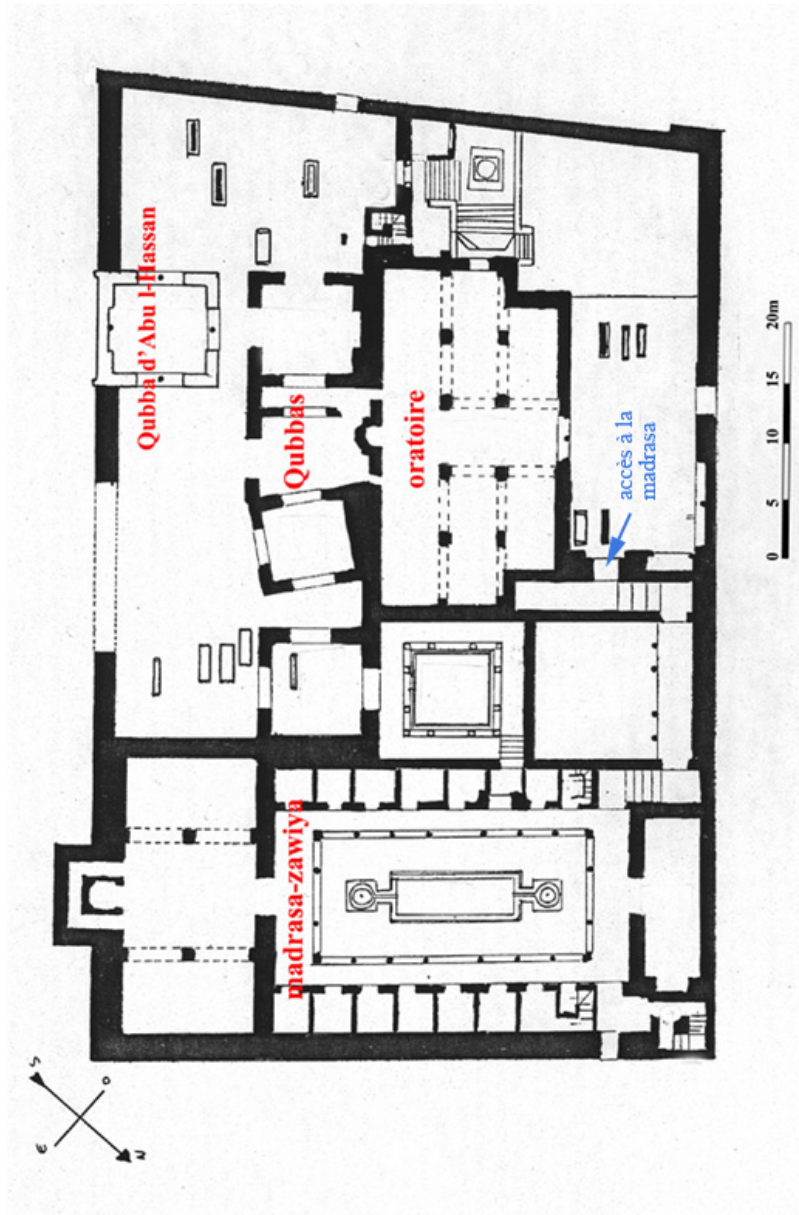 Qubba d'Abu l-Hassan
Qubbas
oratoire
accès à la
madrasa
madrasa-zawiya
0 5 10 15 20m
S
O
E
N